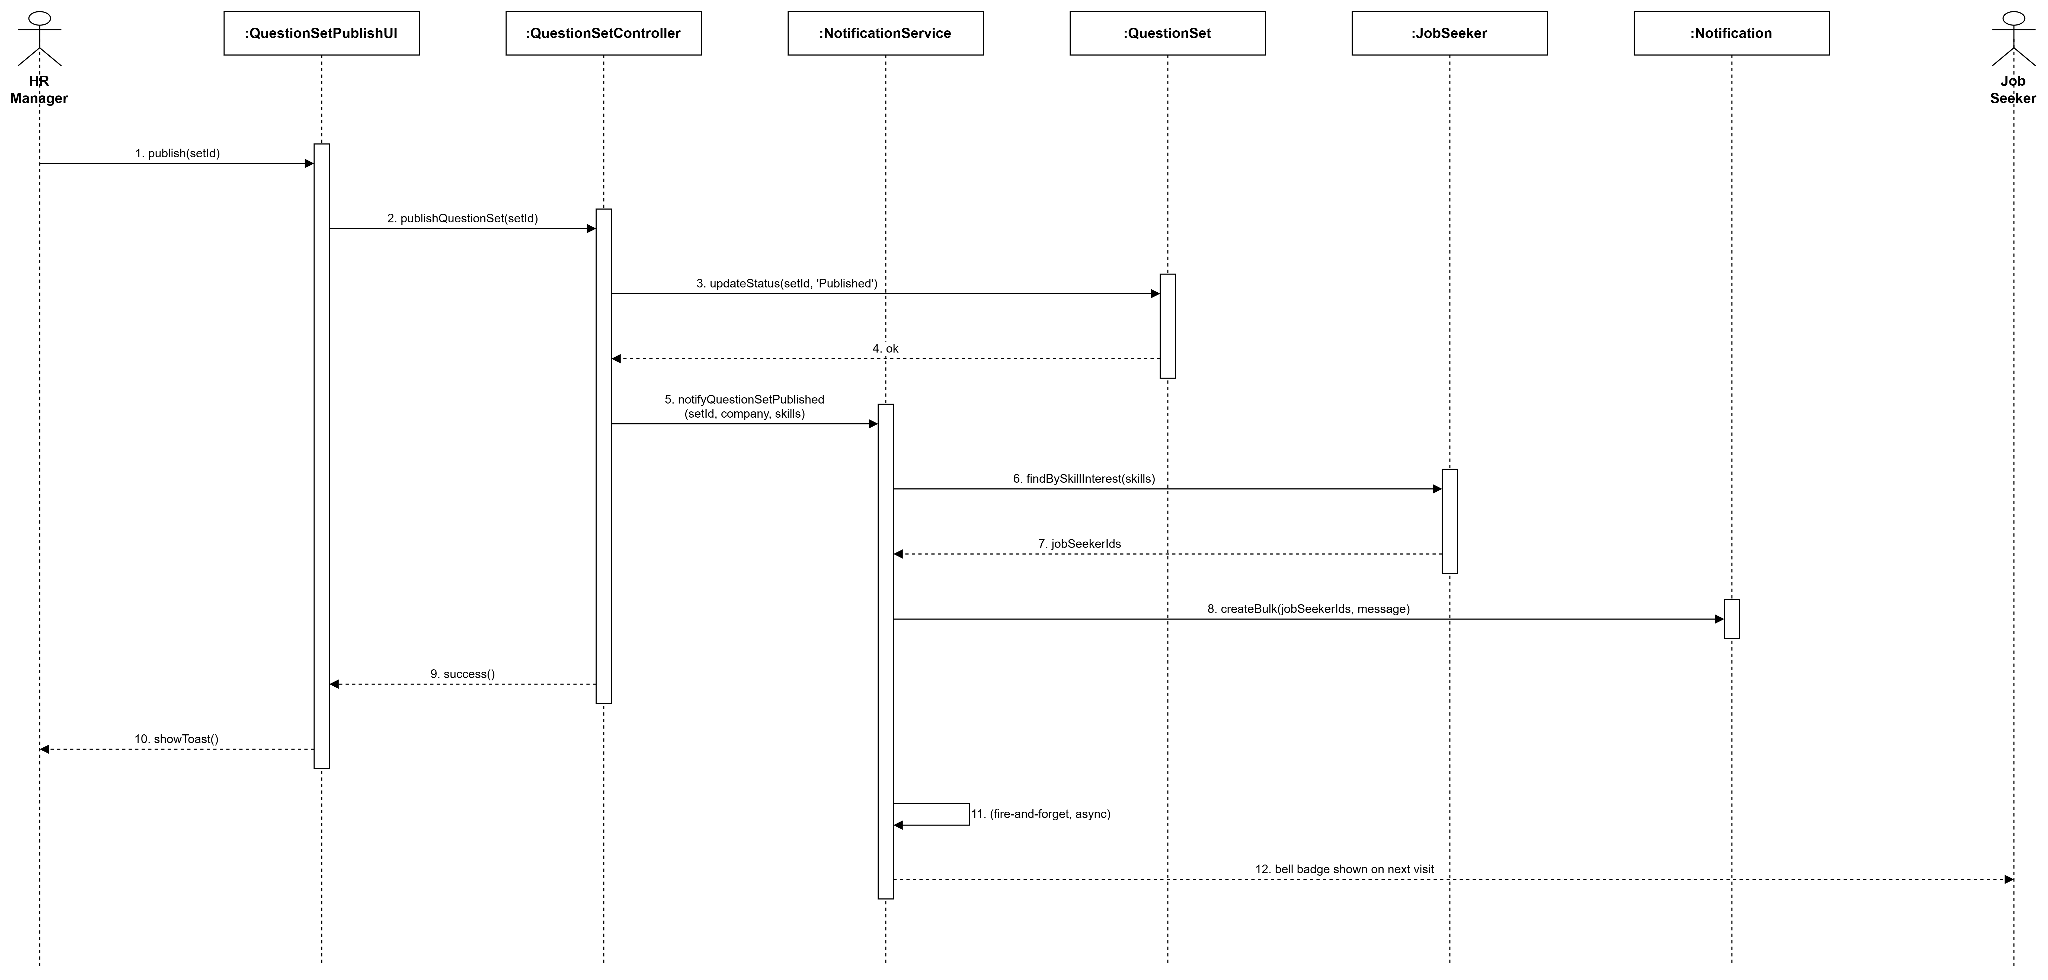 HR
Manager
:QuestionSetPublishUI
:QuestionSetController
:NotificationService
:QuestionSet
:JobSeeker
:Notification
Job
Seeker
1. publish(setId)
2. publishQuestionSet(setId)
3. updateStatus(setId, 'Published')
4. ok
5. notifyQuestionSetPublished
(setId, company, skills)
6. findBySkillInterest(skills)
7. jobSeekerIds
8. createBulk(jobSeekerIds, message)
9. success()
10. showToast()
11. (fire-and-forget, async)
12. bell badge shown on next visit